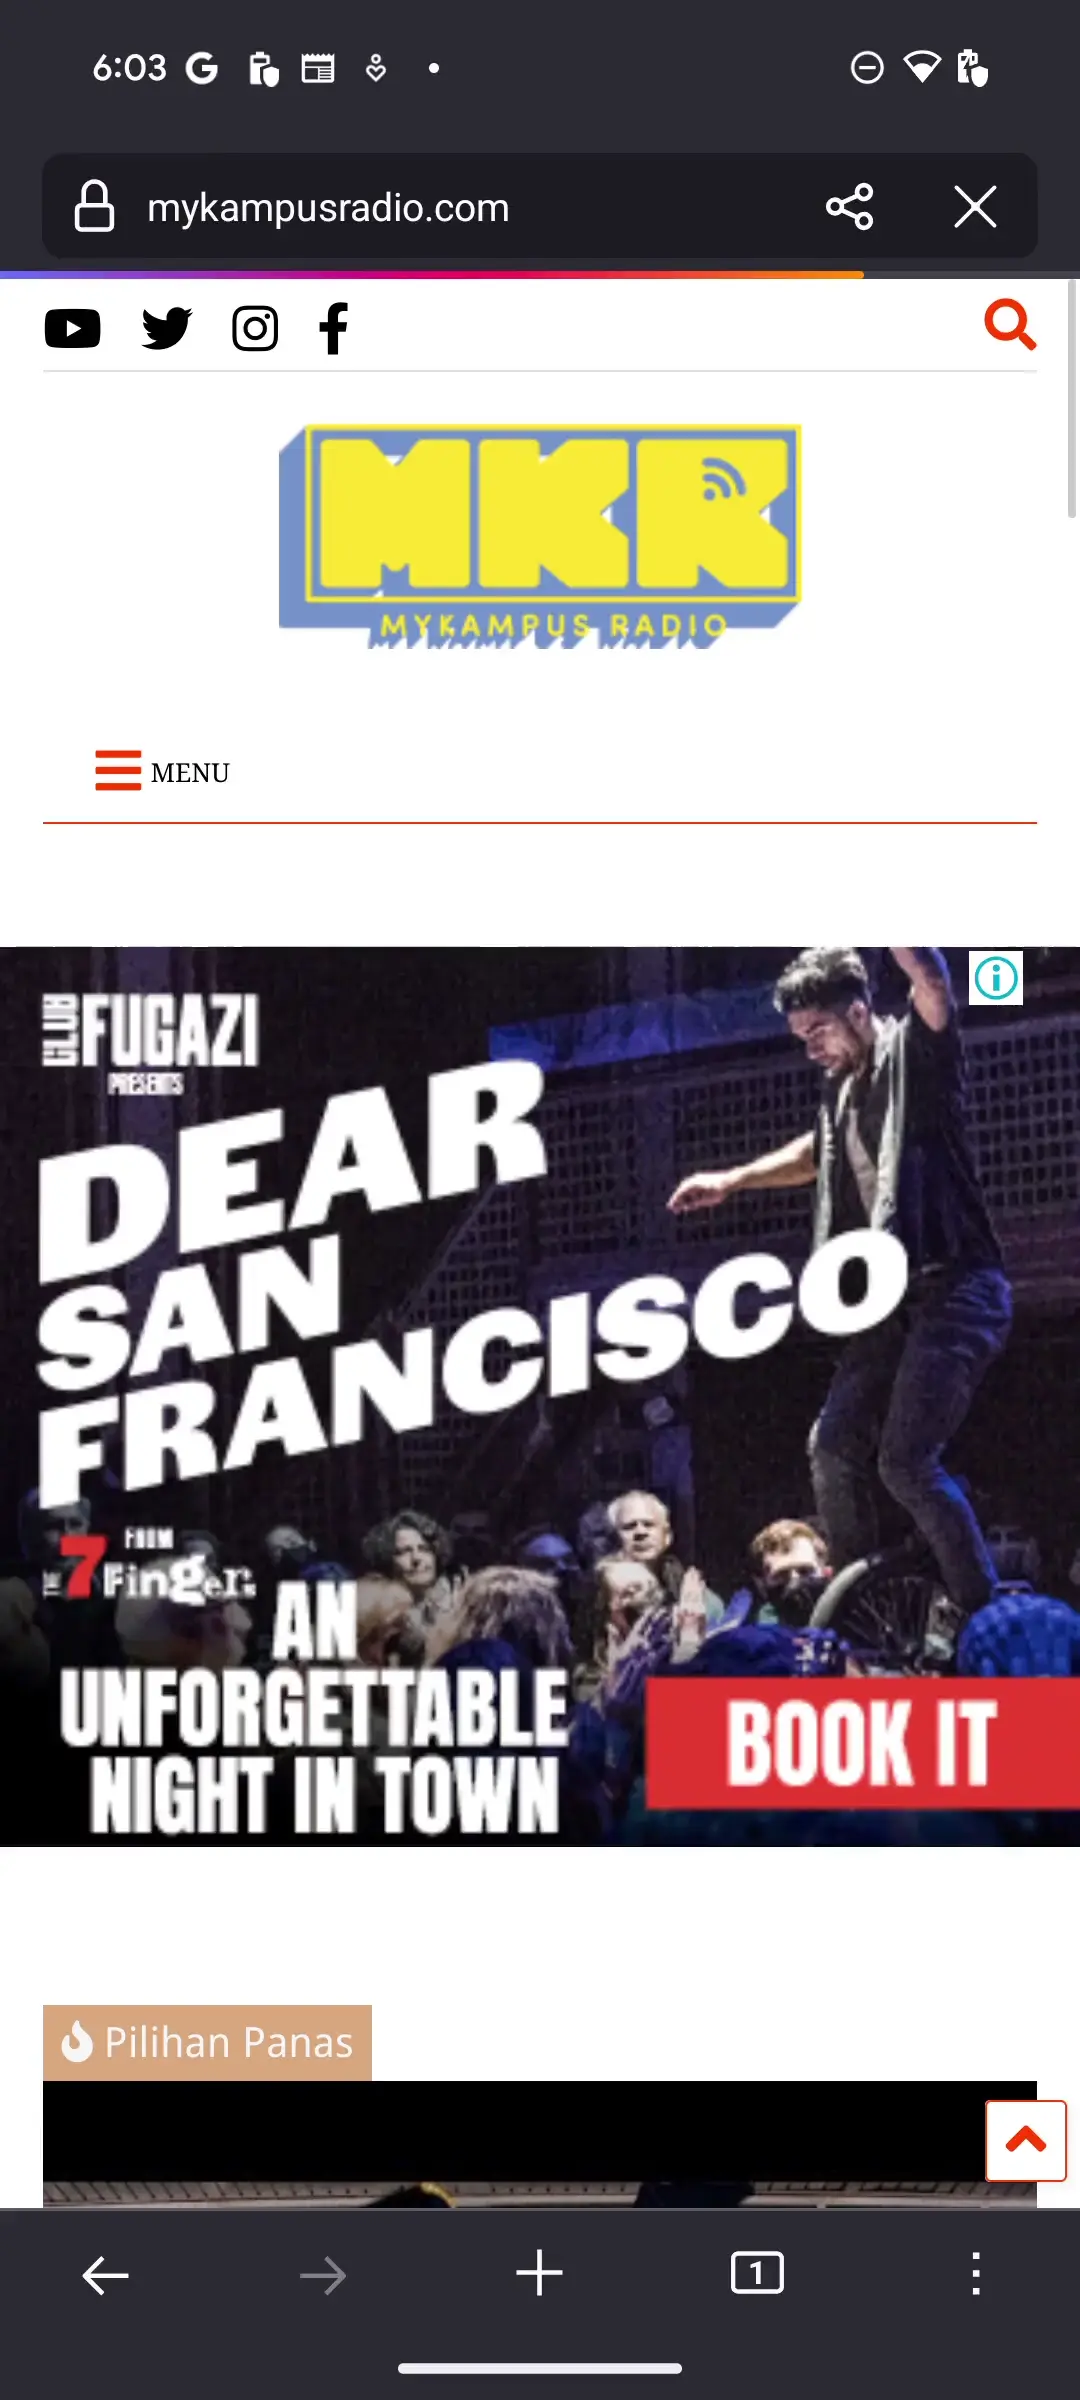 6:03
mykampusradio.com
MKR
MYKAMPUS RADIO
MENU
CLUB FUGAZI
PRESENTS
DEAR
SAN
FRANCISCO
FROM
THE 7 Fingers
AN
UNFORGETTABLE
NIGHT IN TOWN
BOOK IT
Pilihan Panas
1